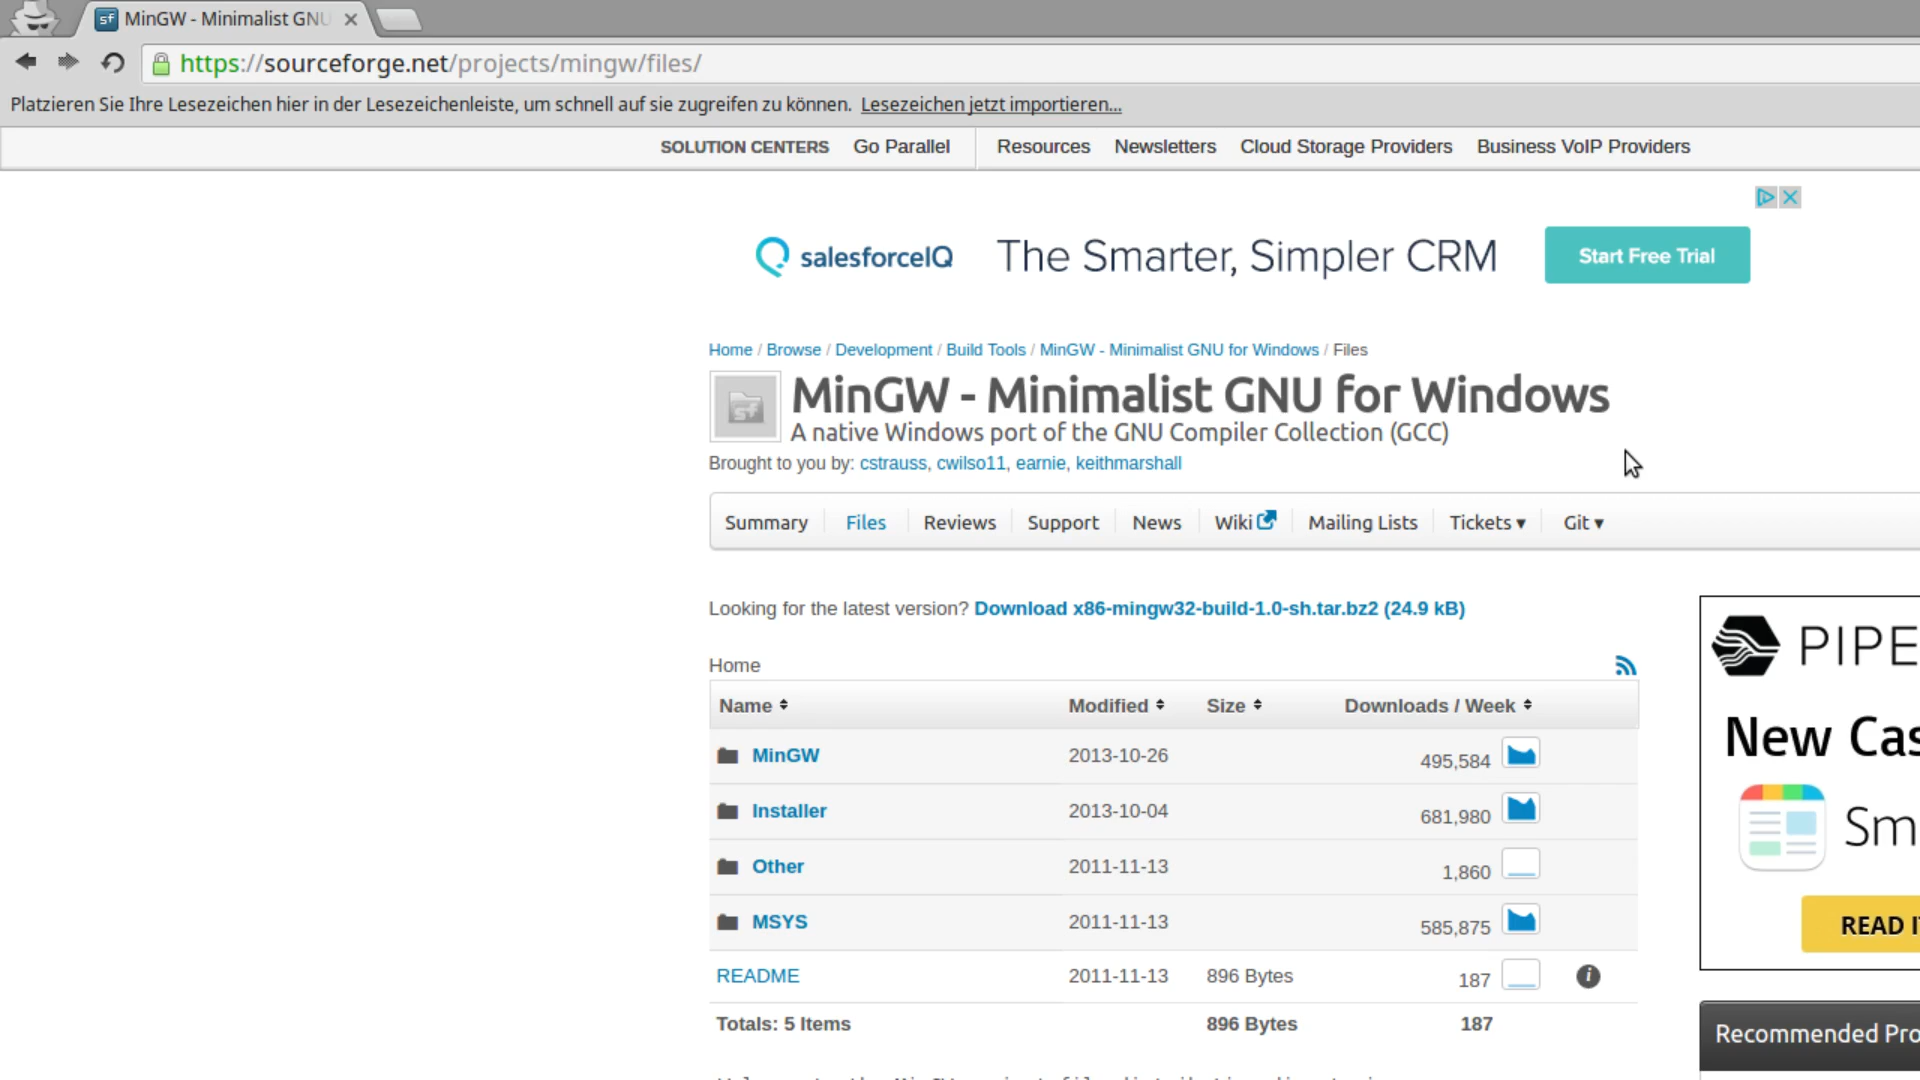 MinGW - Minimalist GNU
https://sourceforge.net/projects/mingw/files/
Platzieren Sie Ihre Lesezeichen hier in der Lesezeichenleiste, um schnell auf sie zugreifen zu können. Lesezeichen jetzt importieren...
SOLUTION CENTERS Go Parallel Resources Newsletters Cloud Storage Providers Business VoIP Providers
salesforceIQ The Smarter, Simpler CRM Start Free Trial
Home / Browse / Development / Build Tools / MinGW - Minimalist GNU for Windows / Files
MinGW - Minimalist GNU for Windows
A native Windows port of the GNU Compiler Collection (GCC)
Brought to you by: cstrauss, cwilso11, earnie, keithmarshall
Summary Files Reviews Support News Wiki Mailing Lists Tickets ▾ Git ▾
Looking for the latest version? Download x86-mingw32-build-1.0-sh.tar.bz2 (24.9 kB)
Home
Name Modified Size Downloads / Week
MinGW 2013-10-26 495,584
Installer 2013-10-04 681,980
Other 2011-11-13 1,860
MSYS 2011-11-13 585,875
README 2011-11-13 896 Bytes 187
Totals: 5 Items 896 Bytes 187
PIPE
New Cas
Sm
READ I
Recommended Pro